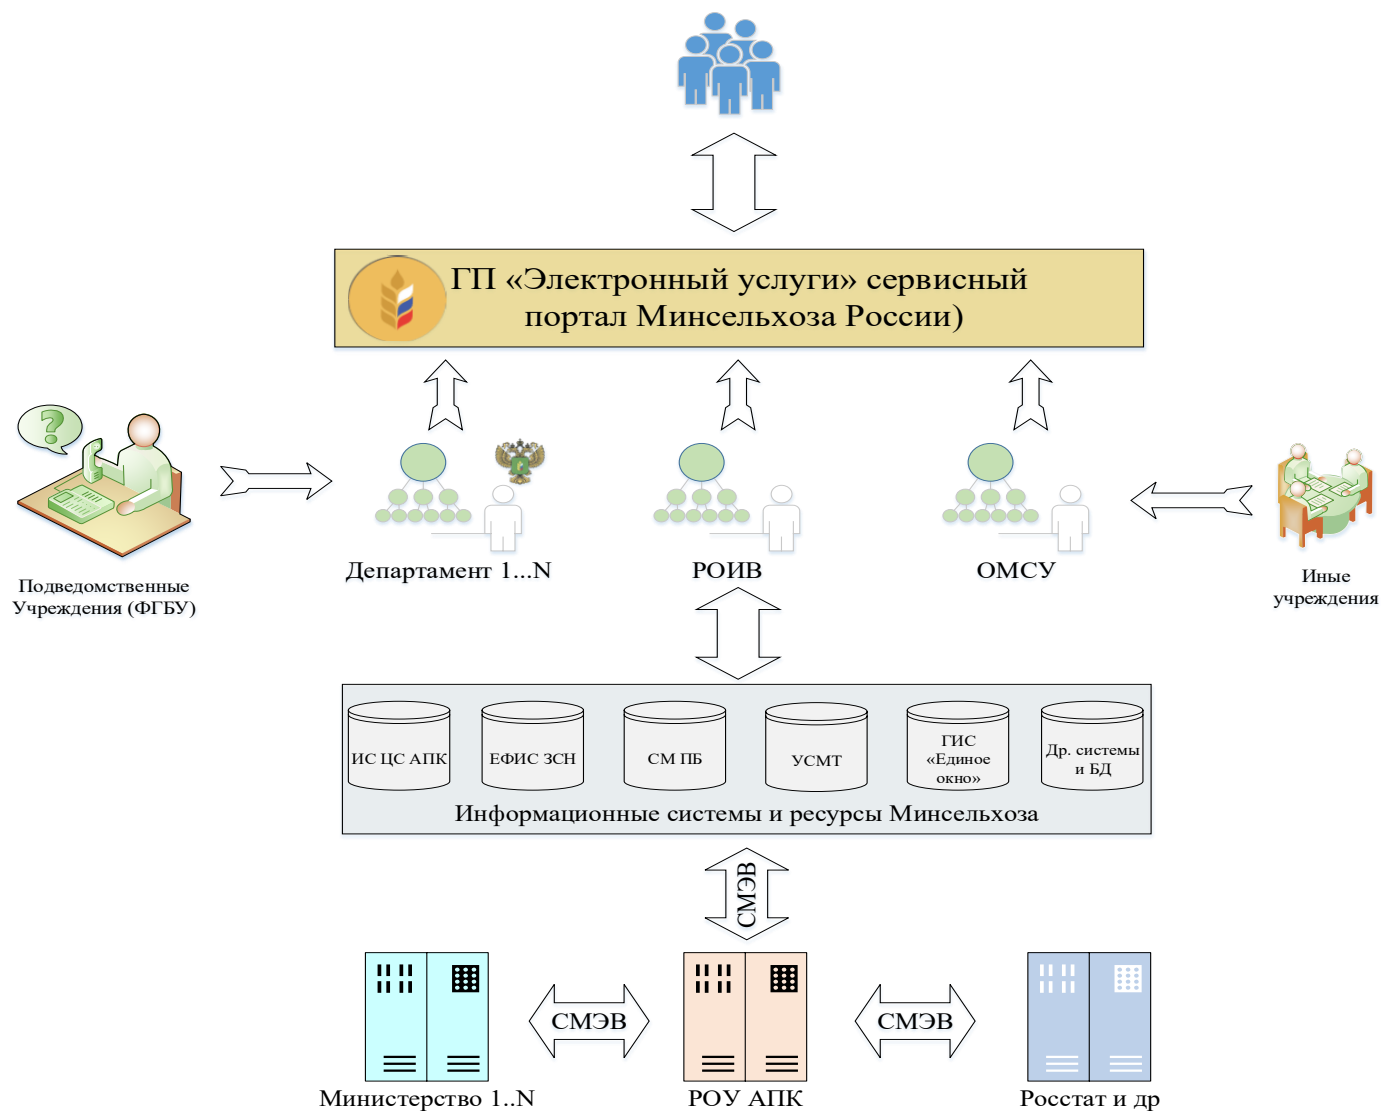 ГП «Электронный услуги» сервисный
портал Минсельхоза России)
?
Подведомственные
Учреждения (ФГБУ)
Департамент 1...N
РОИВ
ОМСУ
Иные
учреждения
ИС ЦС АПК
ЕФИС ЗСН
СМ ПБ
УСМТ
ГИС
«Единое
окно»
Др. системы
и БД
Информационные системы и ресурсы Минсельхоза
СМЭВ
СМЭВ
СМЭВ
Министерство 1..N
РОУ АПК
Росстат и др